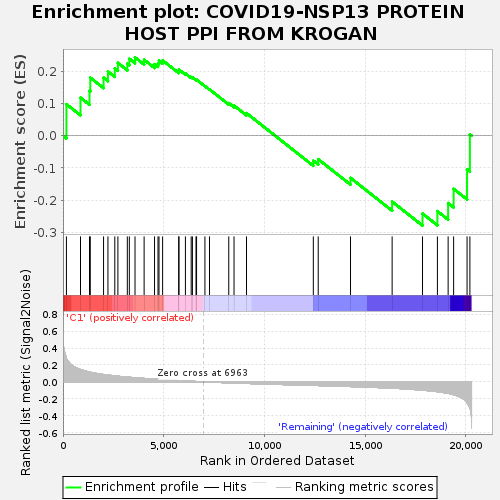 Enrichment plot: COVID19-NSP13 PROTEIN
HOST PPI FROM KROGAN
Enrichment score (ES)
0.2
0.1
0.0
-0.1
-0.2
-0.3
'C1' (positively correlated)
Ranked list metric (Signal2Noise)
0.8
0.6
0.4
0.2
0.0
-0.2
-0.4
-0.6
Zero cross at 6963
'Remaining' (negatively correlated)
0
5,000
10,000
15,000
20,000
Rank in Ordered Dataset
Enrichment profile
Hits
Ranking metric scores